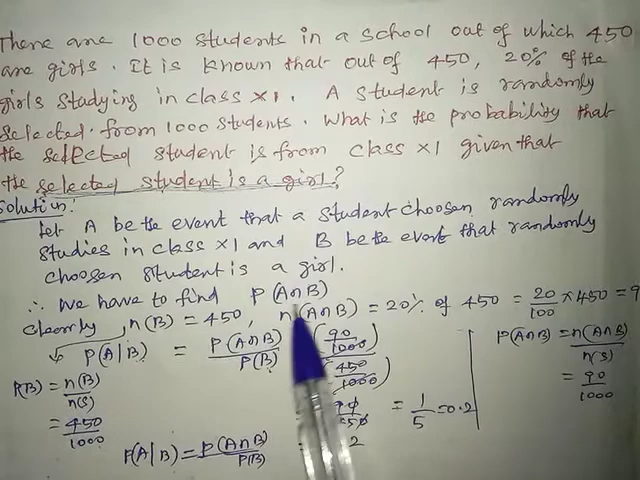 There are 1000 students in a school out of which 450
are girls. It is known that out of 450, 20% of the
girls studying in class XI. A student is randomly
selected from 1000 students. What is the probability that
the selected student is from class XI given that
the selected student is a girl?
Solution:
Let A be the event that a student choosen randomly
studies in class XI and B be the event that randomly
choosen student is a girl.
∴ We have to find P(A∩B)
Clearly, n(B) = 450, n(A∩B) = 20% of 450 = 20/100 × 450 = 9
P(A|B) = P(A∩B)/P(B) (90/1000)/(450/1000)
P(A∩B) = n(A∩B)/n(S)
= 90/1000
P(B) = n(B)/n(S)
= 450/1000
= 1/5 = 0.2
P(A|B) = P(A∩B)/P(B) 2